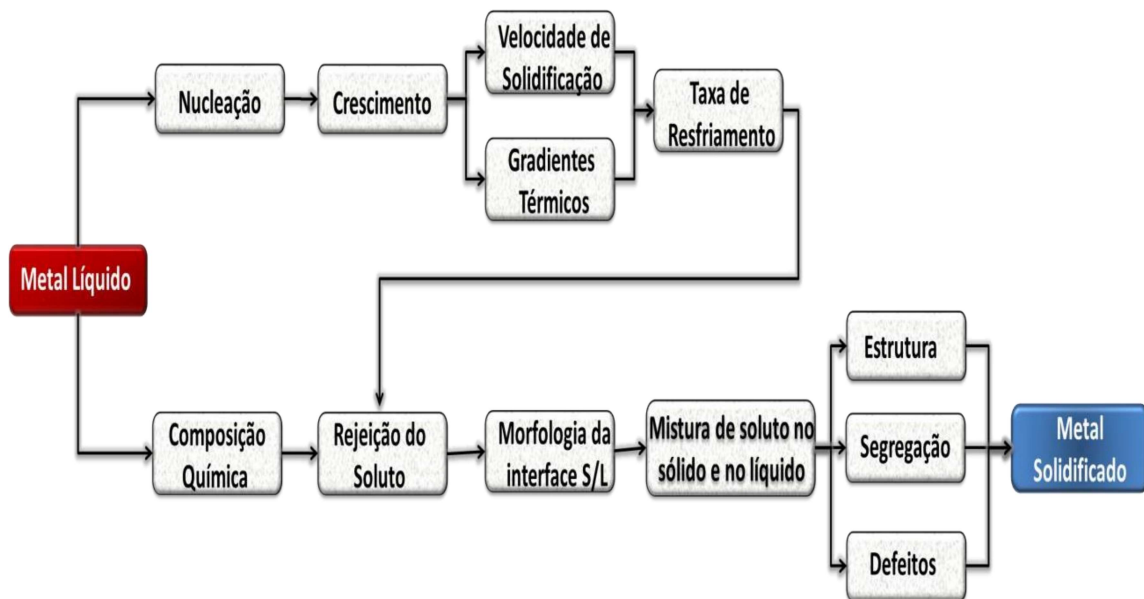 Metal Líquido
Nucleação
Crescimento
Velocidade de
Solidificação
Gradientes
Térmicos
Taxa de
Resfriamento
Composição
Química
Rejeição do
Soluto
Morfologia da
interface S/L
Mistura de soluto no
sólido e no líquido
Estrutura
Segregação
Defeitos
Metal
Solidificado